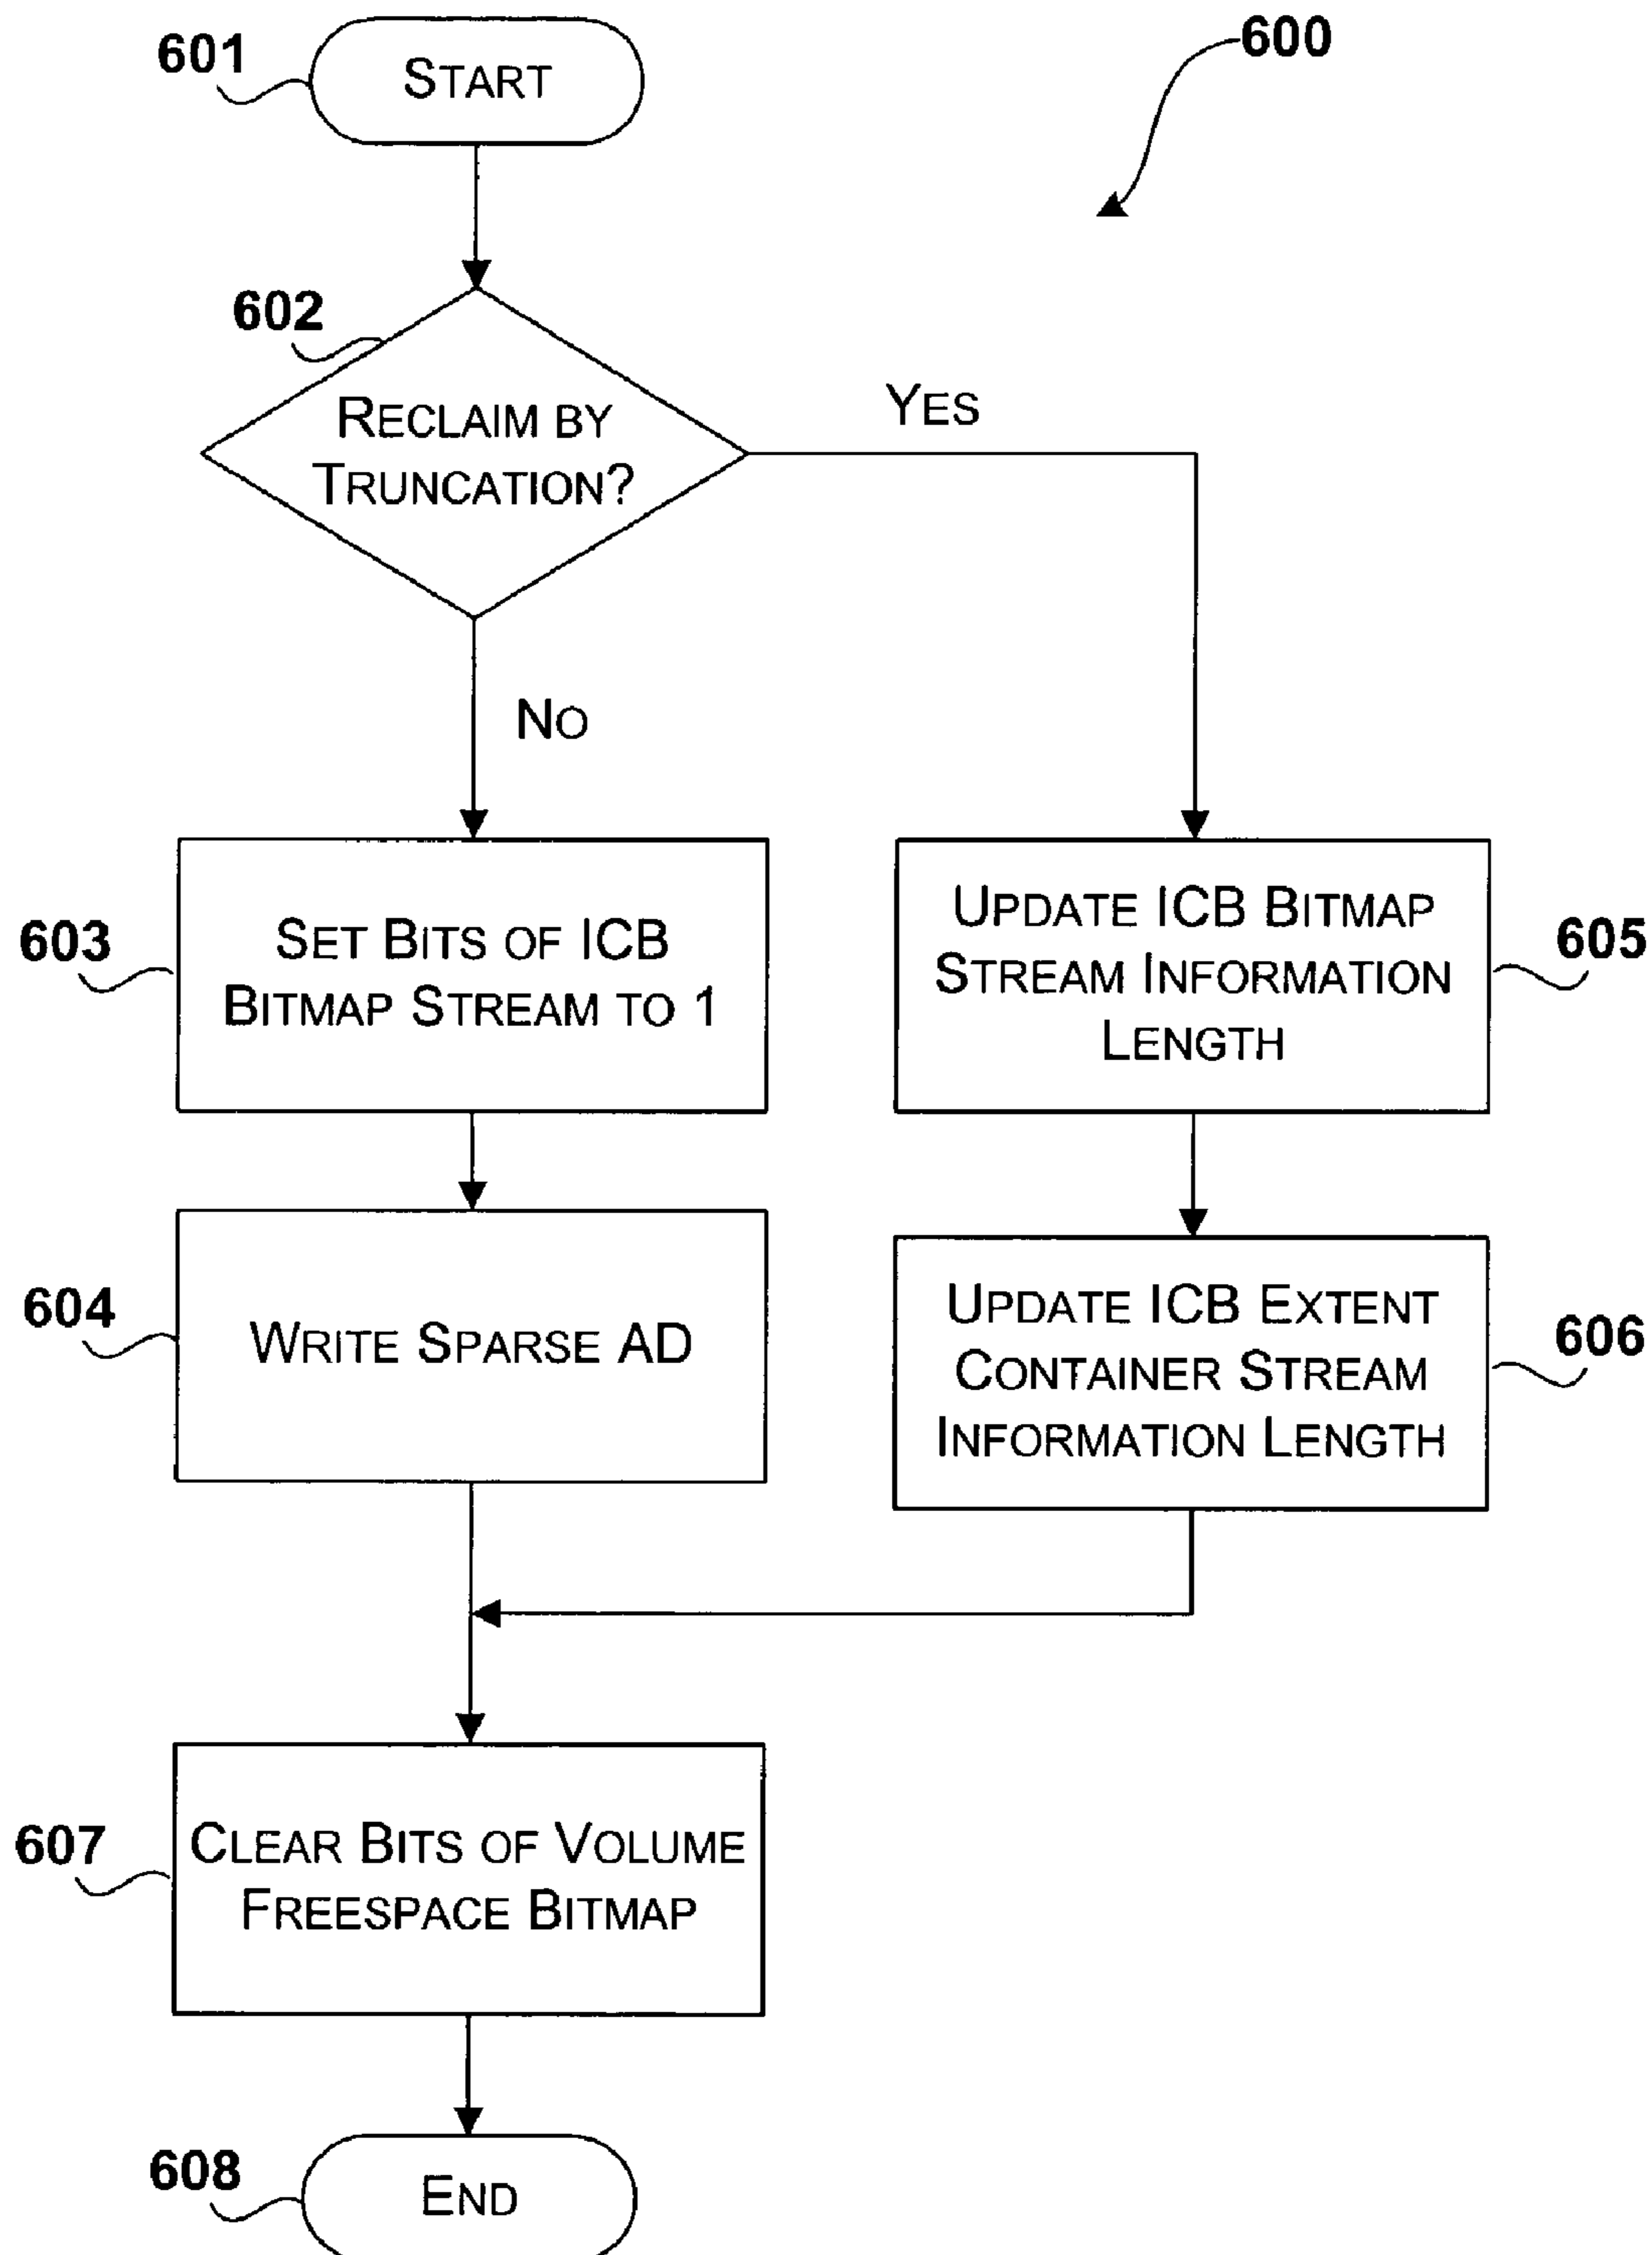 601
START
600
602
RECLAIM BY
TRUNCATION?
YES
NO
603
SET BITS OF ICB
BITMAP STREAM TO 1
UPDATE ICB BITMAP
STREAM INFORMATION
LENGTH
605
604
WRITE SPARSE AD
UPDATE ICB EXTENT
CONTAINER STREAM
INFORMATION LENGTH
606
607
CLEAR BITS OF VOLUME
FREESPACE BITMAP
608
END